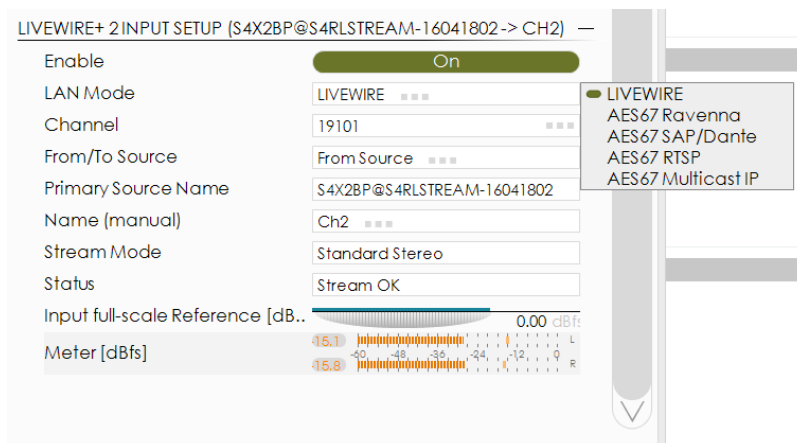 LIVEWIRE+ 2 INPUT SETUP (S4X2BP@S4RLSTREAM-16041802 -> CH2)
Enable On
LAN Mode LIVEWIRE
Channel 19101
From/To Source From Source
Primary Source Name S4X2BP@S4RLSTREAM-16041802
Name (manual) Ch2
Stream Mode Standard Stereo
Status Stream OK
Input full-scale Reference [dB.. 0.00 dBfs
Meter [dBfs]
-15.1 L
-60 -48 -36 -24 -12 0
-15.8 R
LIVEWIRE
AES67 Ravenna
AES67 SAP/Dante
AES67 RTSP
AES67 Multicast IP